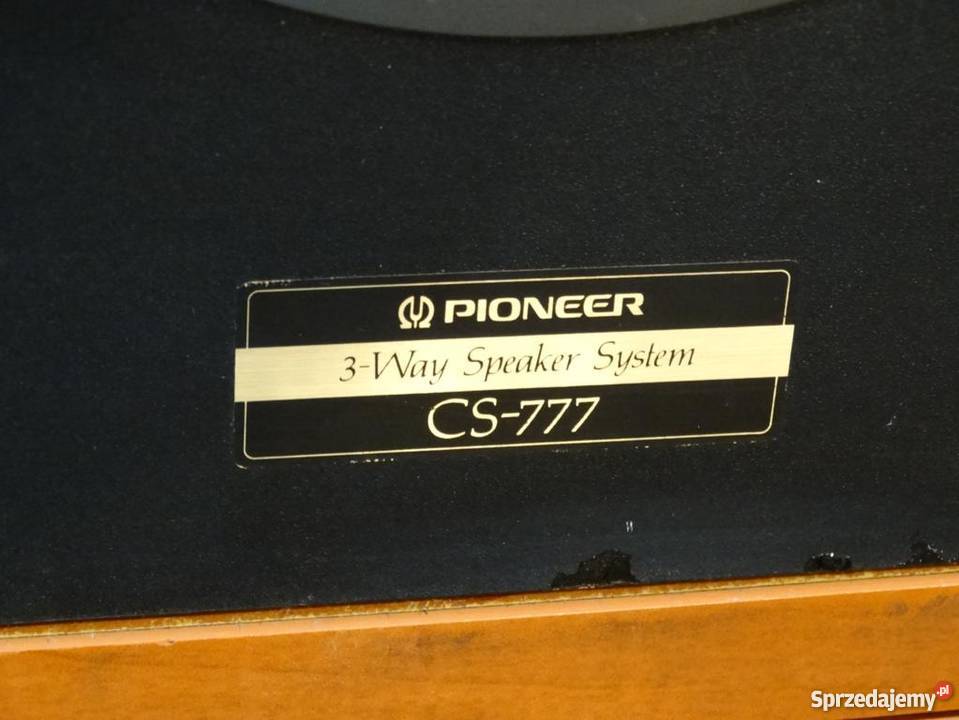 PIONEER
3-Way Speaker System
CS-777
Sprzedajemy.pl